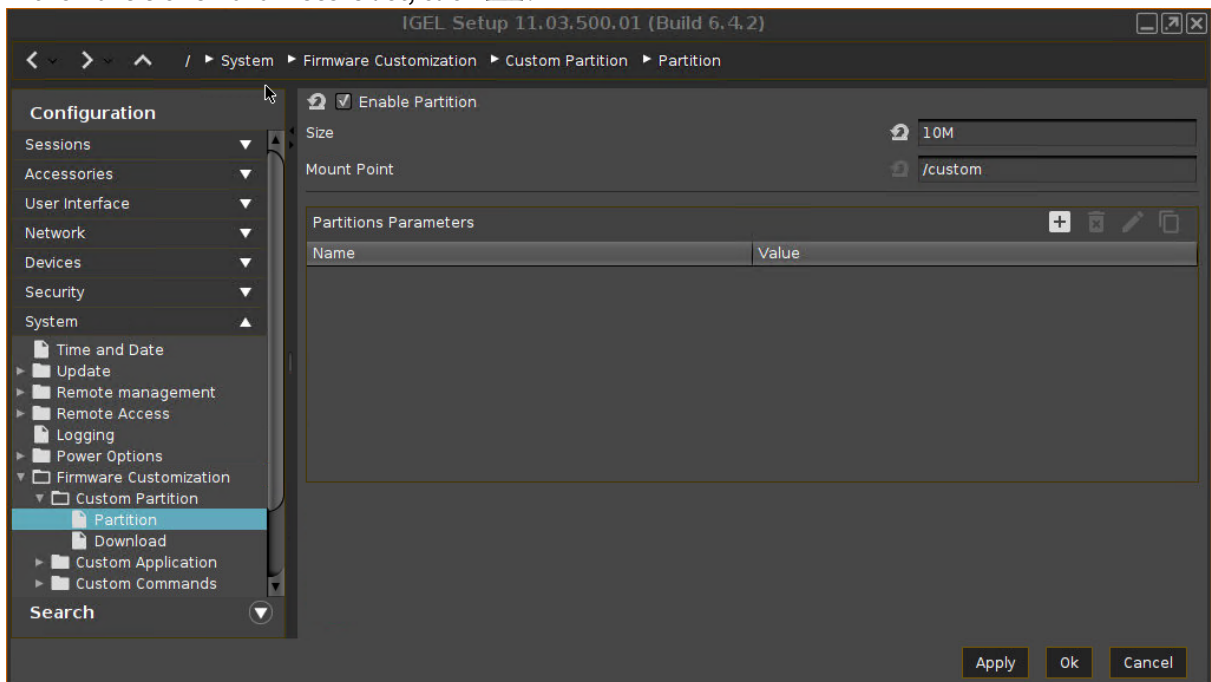 IGEL Setup 11.03.500.01 (Build 6.4.2)
/ ▸ System ▸ Firmware Customization ▸ Custom Partition ▸ Partition
Configuration
Sessions
Accessories
User Interface
Network
Devices
Security
System
Time and Date
Update
Remote management
Remote Access
Logging
Power Options
Firmware Customization
Custom Partition
Partition
Download
Custom Application
Custom Commands
Search
Enable Partition
Size 10M
Mount Point /custom
Partitions Parameters
Name Value
Apply Ok Cancel